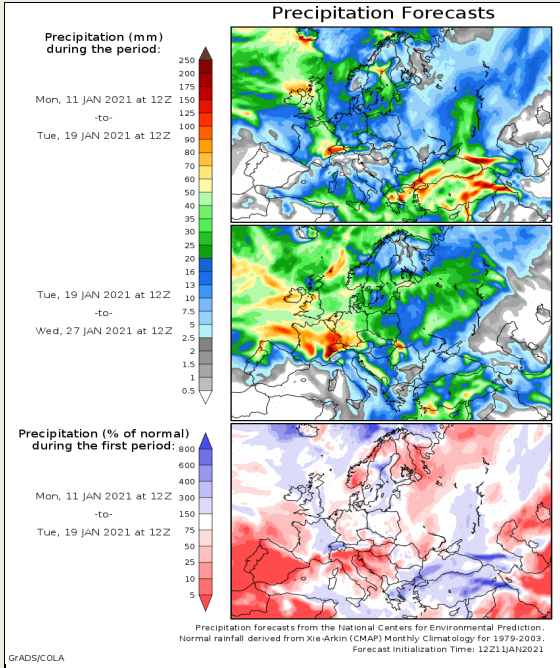 Precipitation Forecasts
Precipitation (mm)
during the period:
Mon, 11 JAN 2021 at 12Z
-to-
Tue, 19 JAN 2021 at 12Z
250
200
175
150
125
100
90
80
70
60
50
40
35
30
25
20
16
13
10
7.5
5
2.5
2
1.5
1
0.5
Tue, 19 JAN 2021 at 12Z
-to-
Wed, 27 JAN 2021 at 12Z
Precipitation (% of normal)
during the first period:
Mon, 11 JAN 2021 at 12Z
-to-
Tue, 19 JAN 2021 at 12Z
800
600
400
300
150
75
50
25
10
5
Precipitation forecasts from the National Centers for Environmental Prediction.
Normal rainfall derived from Xie-Arkin (CMAP) Monthly Climatology for 1979-2003.
Forecast Initialization Time: 12Z11JAN2021
GrADS/COLA